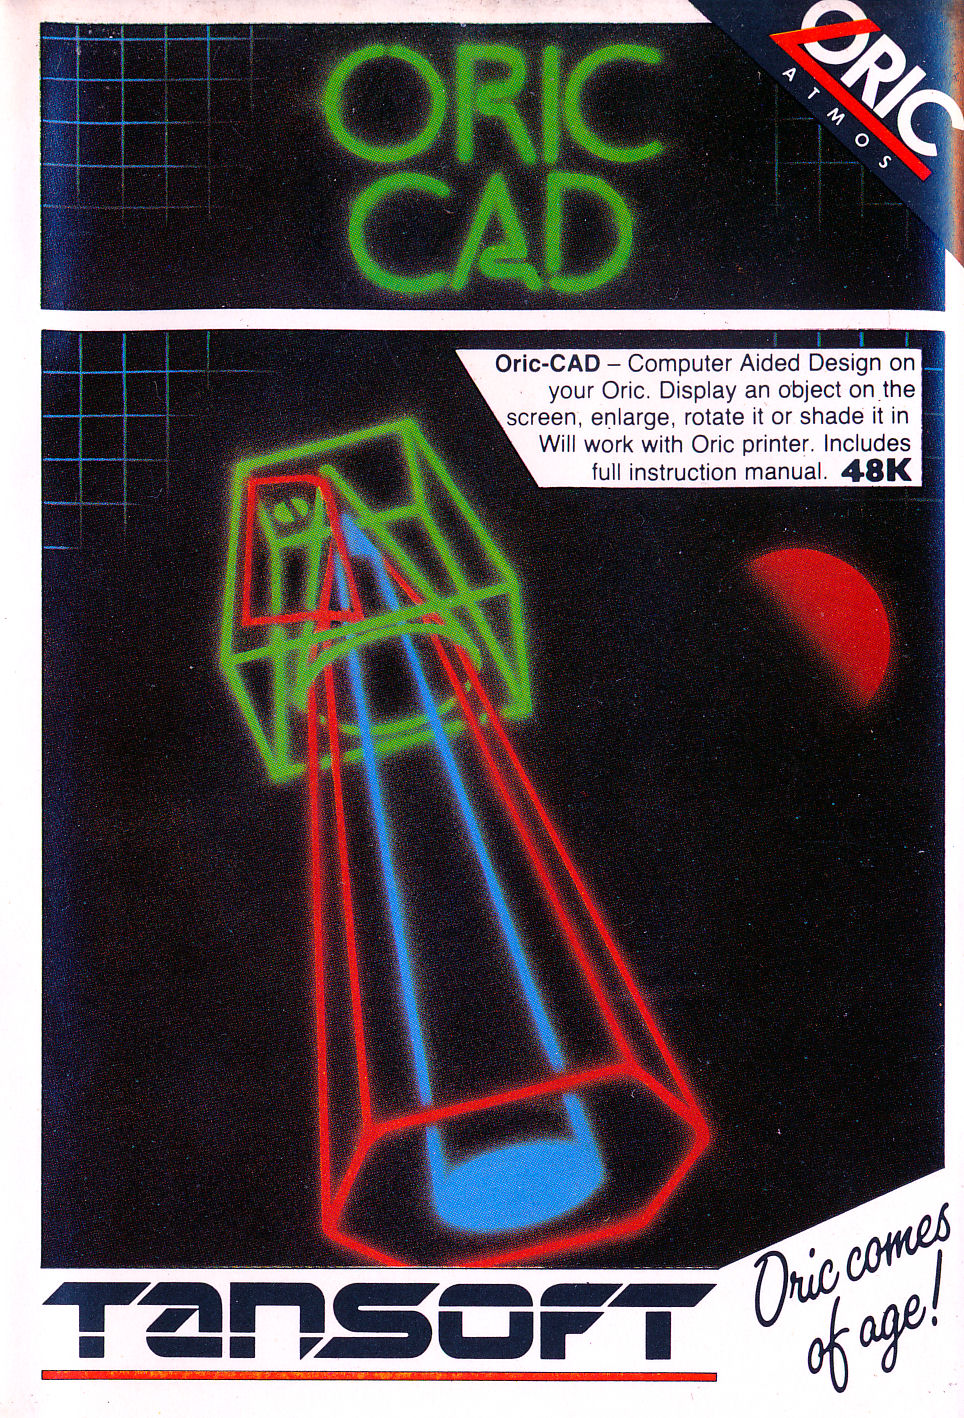 ORIC
CAD
ORIC
ATMOS
Oric-CAD – Computer Aided Design on
your Oric. Display an object on the
screen, enlarge, rotate it or shade it in
Will work with Oric printer. Includes
full instruction manual. 48K
TANSOFT
Oric comes
of age!